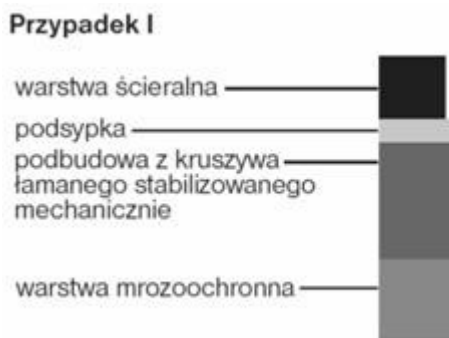 Przypadek I
warstwa ścieralna
podsypka
podbudowa z kruszywa
łamanego stabilizowanego
mechanicznie
warstwa mrozoochronna